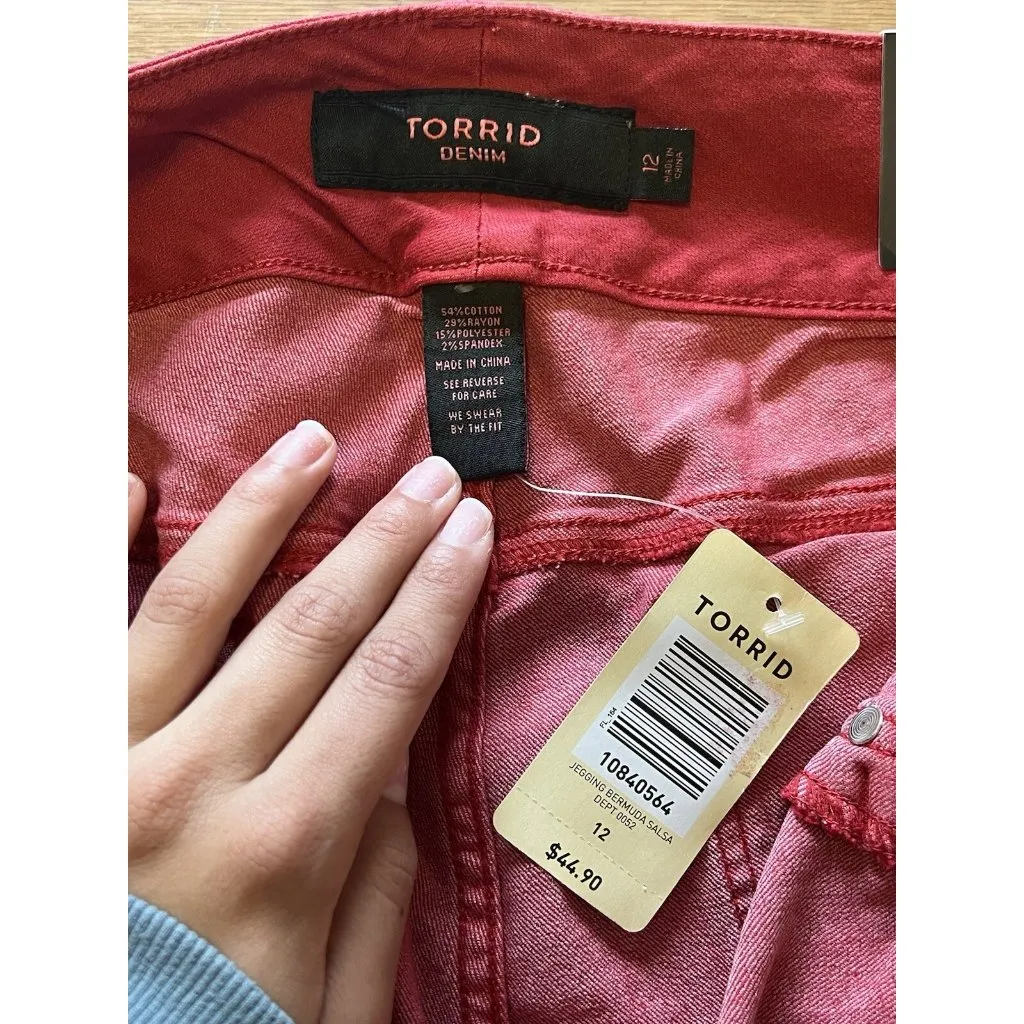 TORRID
DENIM
12
MADE IN
CHINA
54%COTTON
29%RAYON
15%POLYESTER
2%SPANDEX
MADE IN CHINA
SEE REVERSE
FOR CARE
WE SWEAR
BY THE FIT
TORRID
PL_164
10840564
JEGGING BERMUDA SALSA
DEPT 0052
12
$44.90